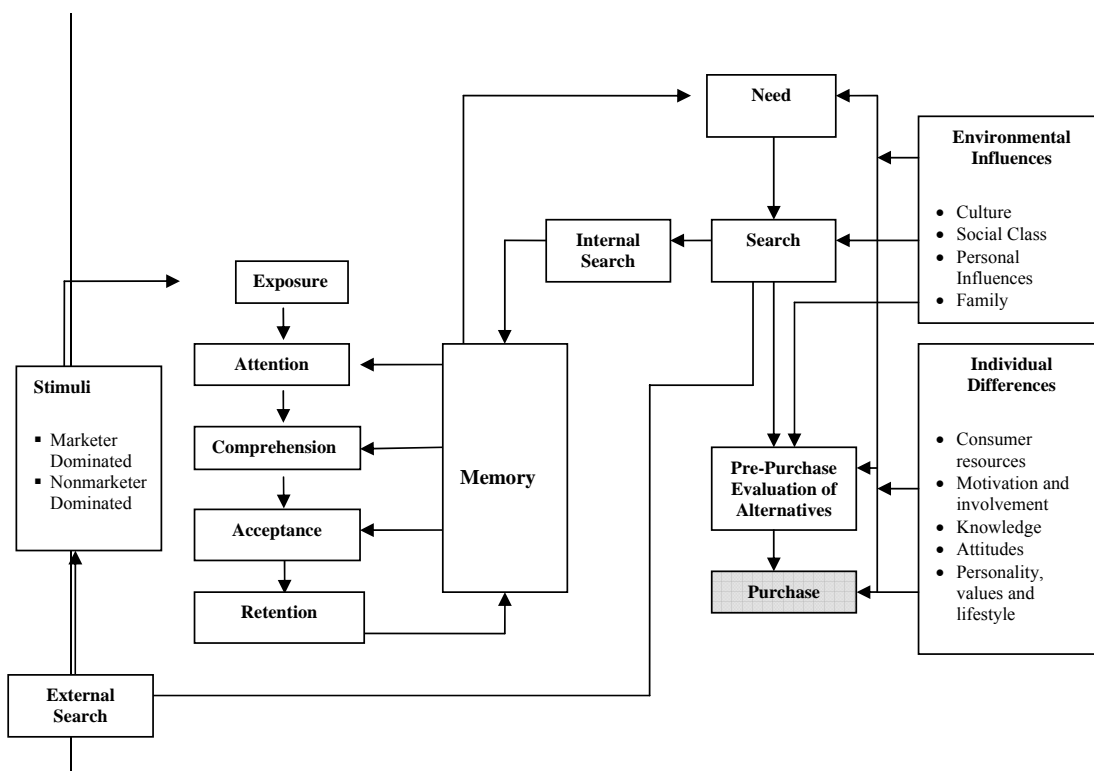 Need
Environmental
Influences
• Culture
• Social Class
• Personal
Influences
• Family
Internal
Search
Search
Exposure
Attention
Stimuli
▪ Marketer
Dominated
▪ Nonmarketer
Dominated
Comprehension
Acceptance
Retention
Memory
Individual
Differences
• Consumer
resources
• Motivation and
involvement
• Knowledge
• Attitudes
• Personality,
values and
lifestyle
Pre-Purchase
Evaluation of
Alternatives
Purchase
External
Search